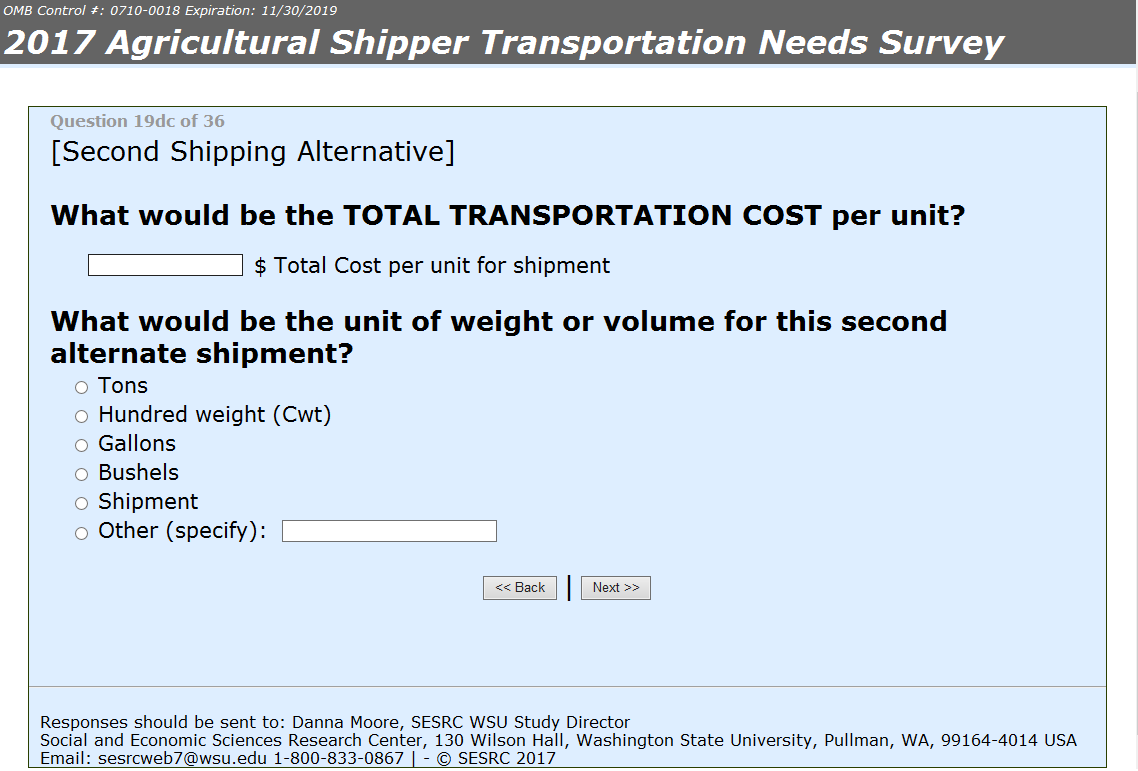 OMB Control #: 0710-0018 Expiration: 11/30/2019
2017 Agricultural Shipper Transportation Needs Survey
Question 19dc of 36
[Second Shipping Alternative]
What would be the TOTAL TRANSPORTATION COST per unit?
$ Total Cost per unit for shipment
What would be the unit of weight or volume for this second
alternate shipment?
Tons
Hundred weight (Cwt)
Gallons
Bushels
Shipment
Other (specify):
<< Back | Next >>
Responses should be sent to: Danna Moore, SESRC WSU Study Director
Social and Economic Sciences Research Center, 130 Wilson Hall, Washington State University, Pullman, WA, 99164-4014 USA
Email: sesrcweb7@wsu.edu 1-800-833-0867 | - © SESRC 2017